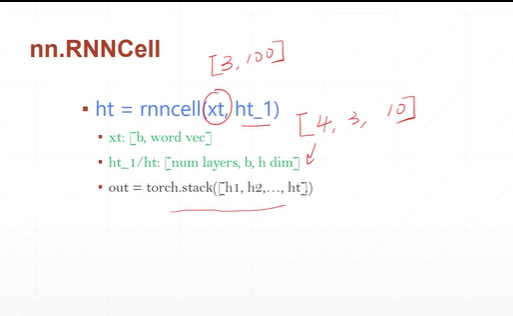 nn.RNNCell
[3, 100]
ht = rnncell(xt, ht_1)
[4, 3, 10]
xt: [b, word vec]
ht_1/ht: [num layers, b, h dim]
out = torch.stack([h1, h2,…, ht])